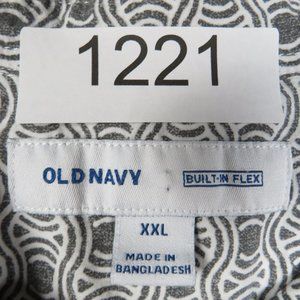 1221
OLD NAVY BUILT-IN FLEX
XXL
MADE IN
BANGLADESH